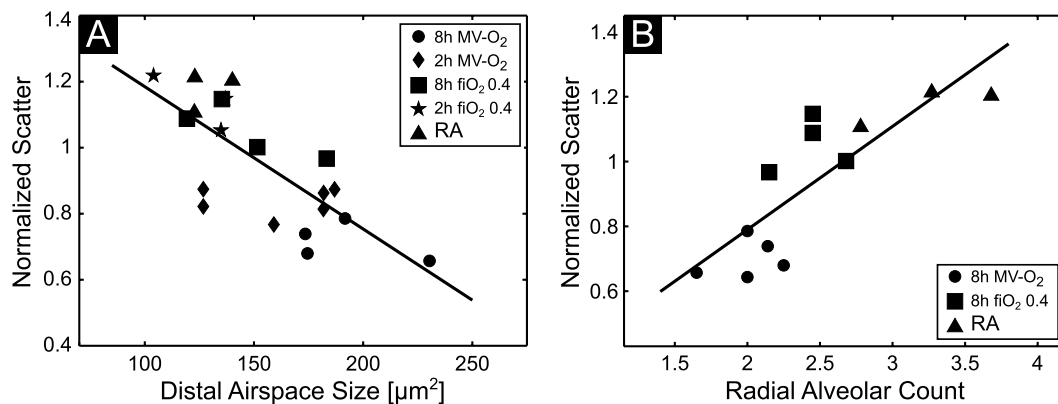 A
Normalized Scatter
1.4
1.2
1
0.8
0.6
0.4
100 150 200 250
Distal Airspace Size [µm²]
8h MV-O₂
2h MV-O₂
8h fiO₂ 0.4
2h fiO₂ 0.4
RA
B
Normalized Scatter
1.4
1.2
1
0.8
0.6
1.5 2 2.5 3 3.5 4
Radial Alveolar Count
8h MV-O₂
8h fiO₂ 0.4
RA